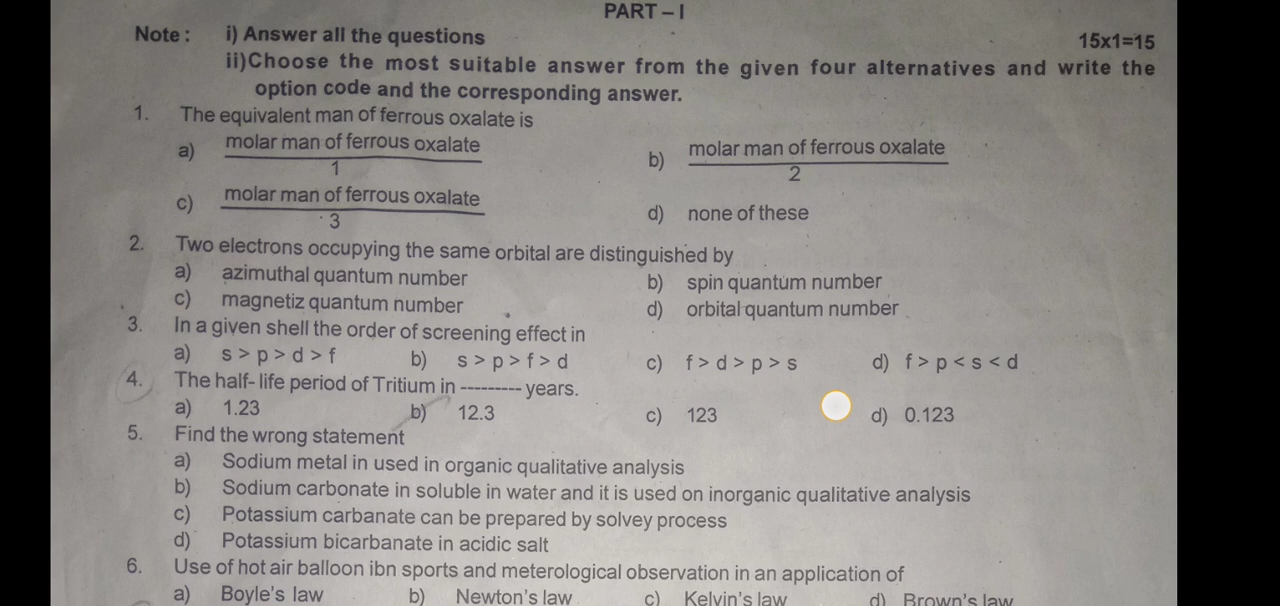 PART – I
Note : i) Answer all the questions 15x1=15
ii)Choose the most suitable answer from the given four alternatives and write the
option code and the corresponding answer.
1. The equivalent man of ferrous oxalate is
a) molar man of ferrous oxalate / 1 b) molar man of ferrous oxalate / 2
c) molar man of ferrous oxalate / 3 d) none of these
2. Two electrons occupying the same orbital are distinguished by
a) azimuthal quantum number b) spin quantum number
c) magnetiz quantum number d) orbital quantum number
3. In a given shell the order of screening effect in
a) s > p > d > f b) s > p > f > d c) f > d > p > s d) f > p < s < d
4. The half- life period of Tritium in --------- years.
a) 1.23 b) 12.3 c) 123 d) 0.123
5. Find the wrong statement
a) Sodium metal in used in organic qualitative analysis
b) Sodium carbonate in soluble in water and it is used on inorganic qualitative analysis
c) Potassium carbanate can be prepared by solvey process
d) Potassium bicarbanate in acidic salt
6. Use of hot air balloon ibn sports and meterological observation in an application of
a) Boyle's law b) Newton's law c) Kelvin's law d) Brown's law